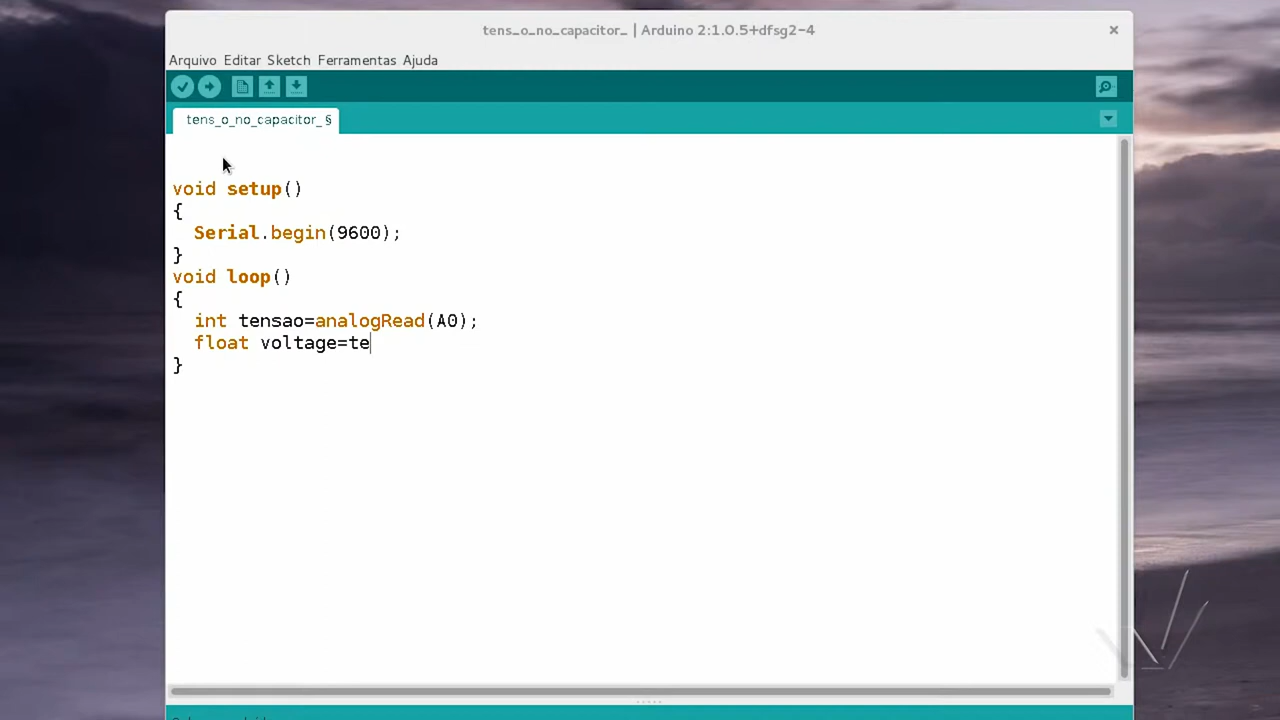 tens_o_no_capacitor_ | Arduino 2:1.0.5+dfsg2-4
Arquivo Editar Sketch Ferramentas Ajuda
tens_o_no_capacitor_ §
void setup()
{
Serial.begin(9600);
}
void loop()
{
int tensao=analogRead(A0);
float voltage=te
}